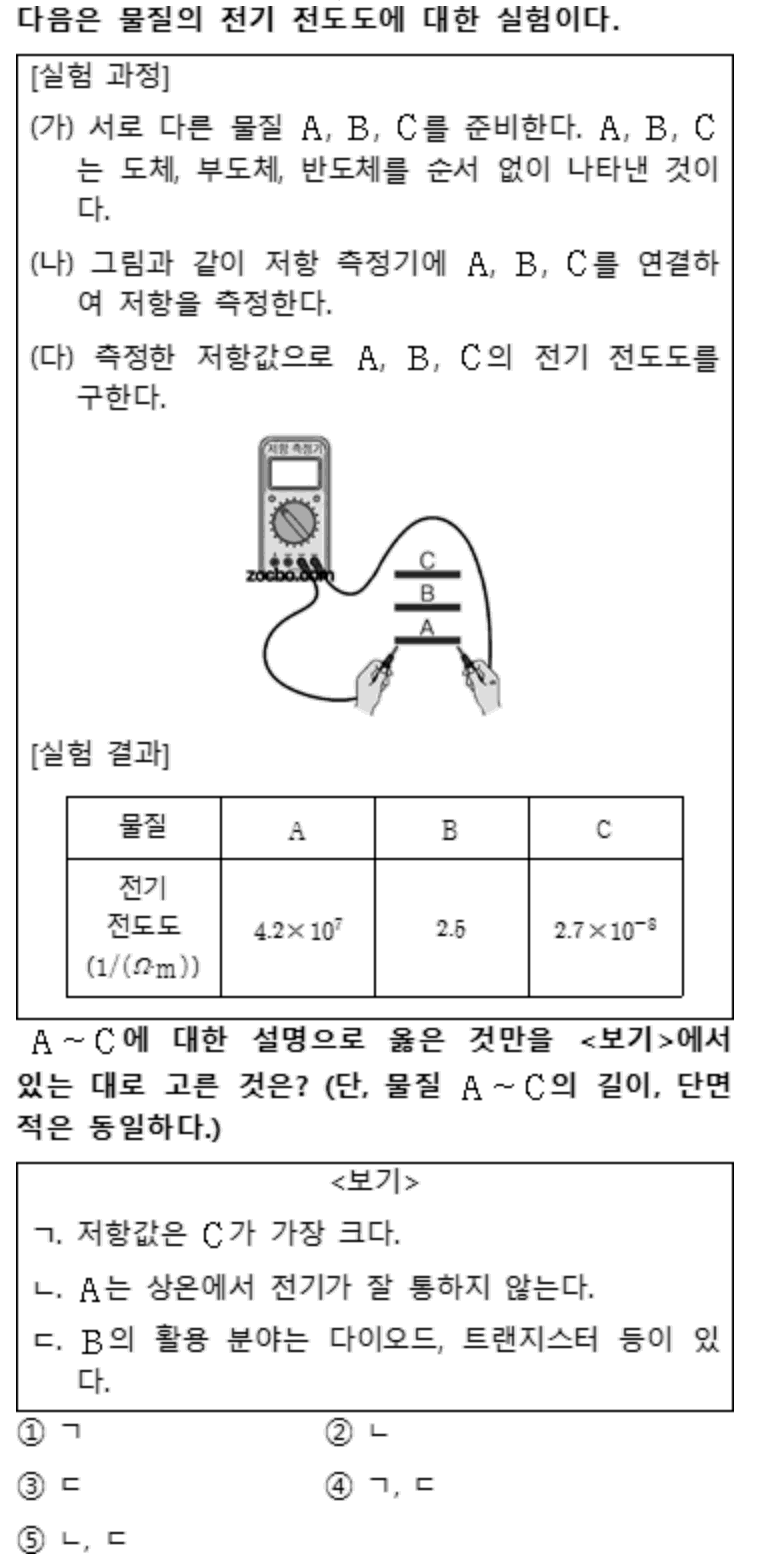 다음은 물질의 전기 전도도에 대한 실험이다.
[실험 과정]
(가) 서로 다른 물질 A, B, C를 준비한다. A, B, C
는 도체, 부도체, 반도체를 순서 없이 나타낸 것이
다.
(나) 그림과 같이 저항 측정기에 A, B, C를 연결하
여 저항을 측정한다.
(다) 측정한 저항값으로 A, B, C의 전기 전도도를
구한다.
저항 측정기
zocbo.com
C
B
A
[실험 결과]
물질 A B C
전기
전도도
(1/(Ω·m)) 4.2×10⁷ 2.5 2.7×10⁻⁸
A~C에 대한 설명으로 옳은 것만을 <보기>에서
있는 대로 고른 것은? (단, 물질 A~C의 길이, 단면
적은 동일하다.)
<보기>
ㄱ. 저항값은 C가 가장 크다.
ㄴ. A는 상온에서 전기가 잘 통하지 않는다.
ㄷ. B의 활용 분야는 다이오드, 트랜지스터 등이 있
다.
① ㄱ ② ㄴ
③ ㄷ ④ ㄱ, ㄷ
⑤ ㄴ, ㄷ